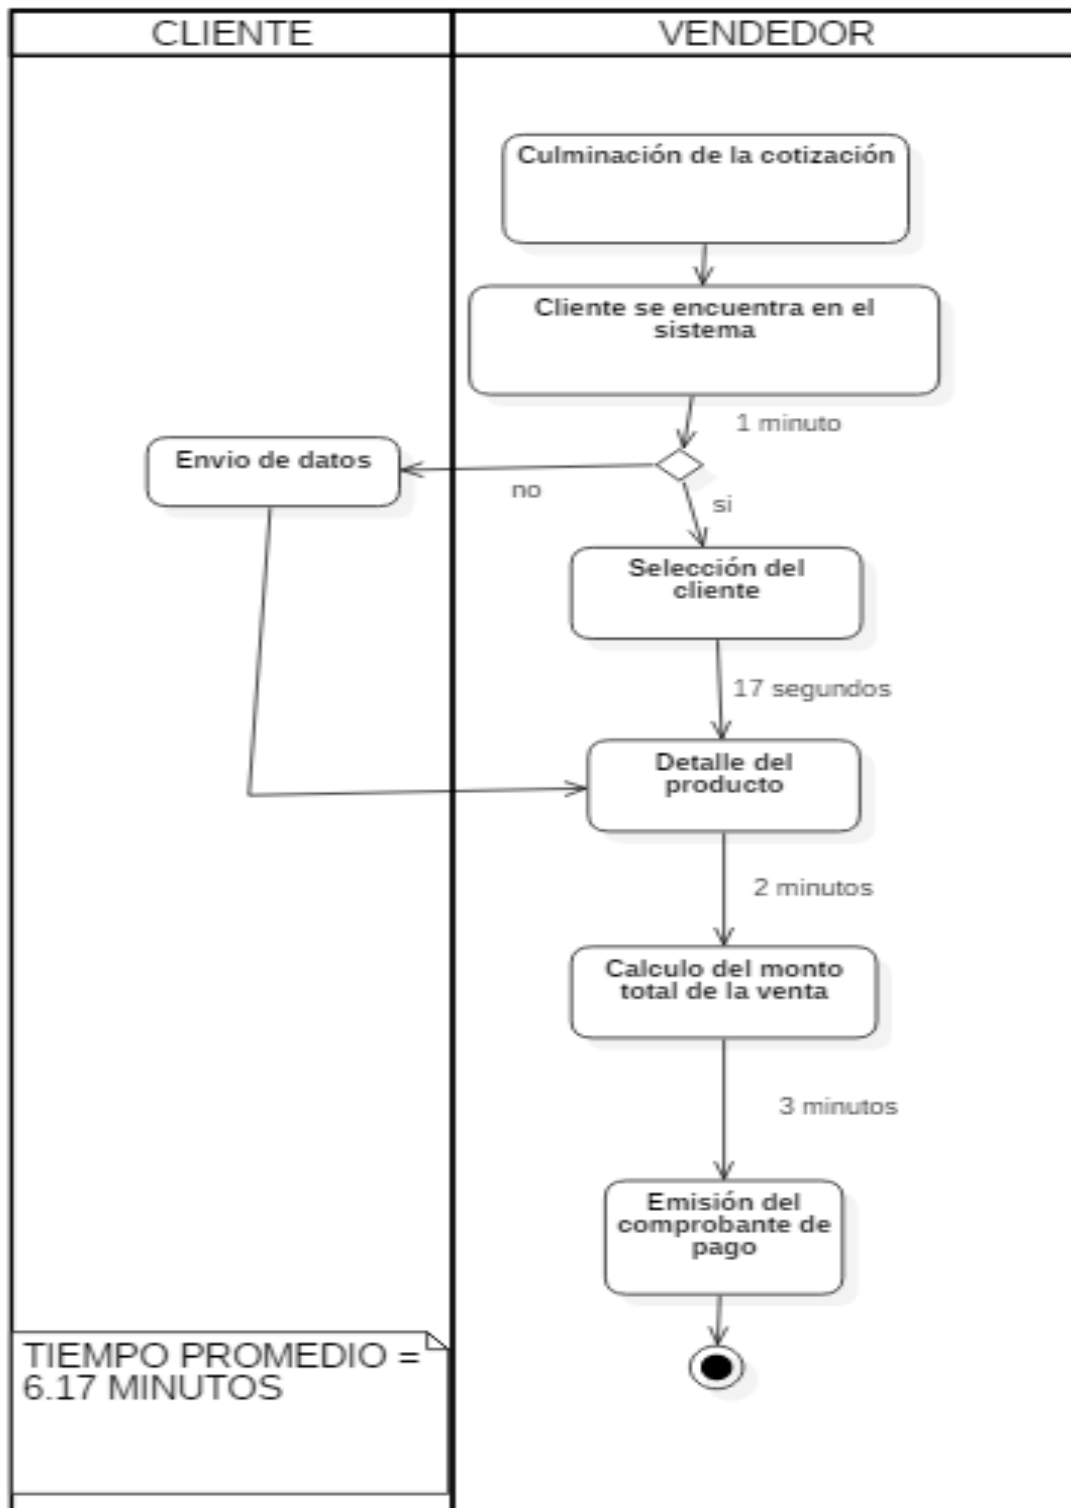 CLIENTE
VENDEDOR
Culminación de la cotización
Cliente se encuentra en el
sistema
1 minuto
Envio de datos
no
si
Selección del
cliente
17 segundos
Detalle del
producto
2 minutos
Calculo del monto
total de la venta
3 minutos
Emisión del
comprobante de
pago
TIEMPO PROMEDIO =
6.17 MINUTOS